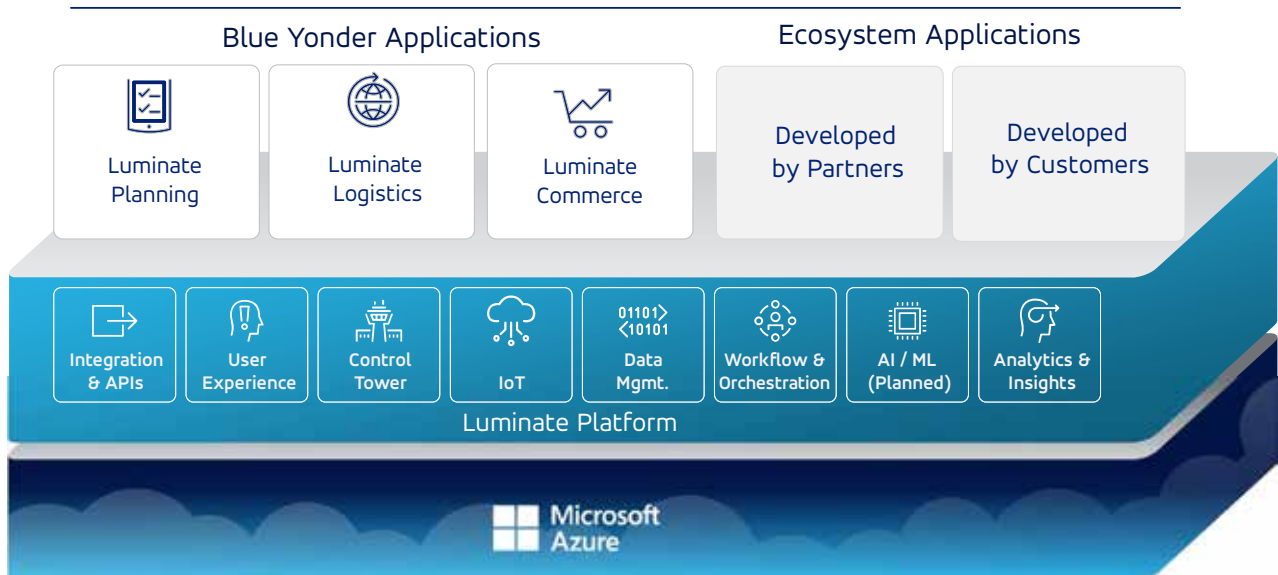 Blue Yonder Applications
Ecosystem Applications
Luminate
Planning
Luminate
Logistics
Luminate
Commerce
Developed
by Partners
Developed
by Customers
Integration
& APIs
User
Experience
Control
Tower
IoT
01101>
<10101
Data
Mgmt.
Workflow &
Orchestration
AI / ML
(Planned)
Analytics &
Insights
Luminate Platform
Microsoft
Azure